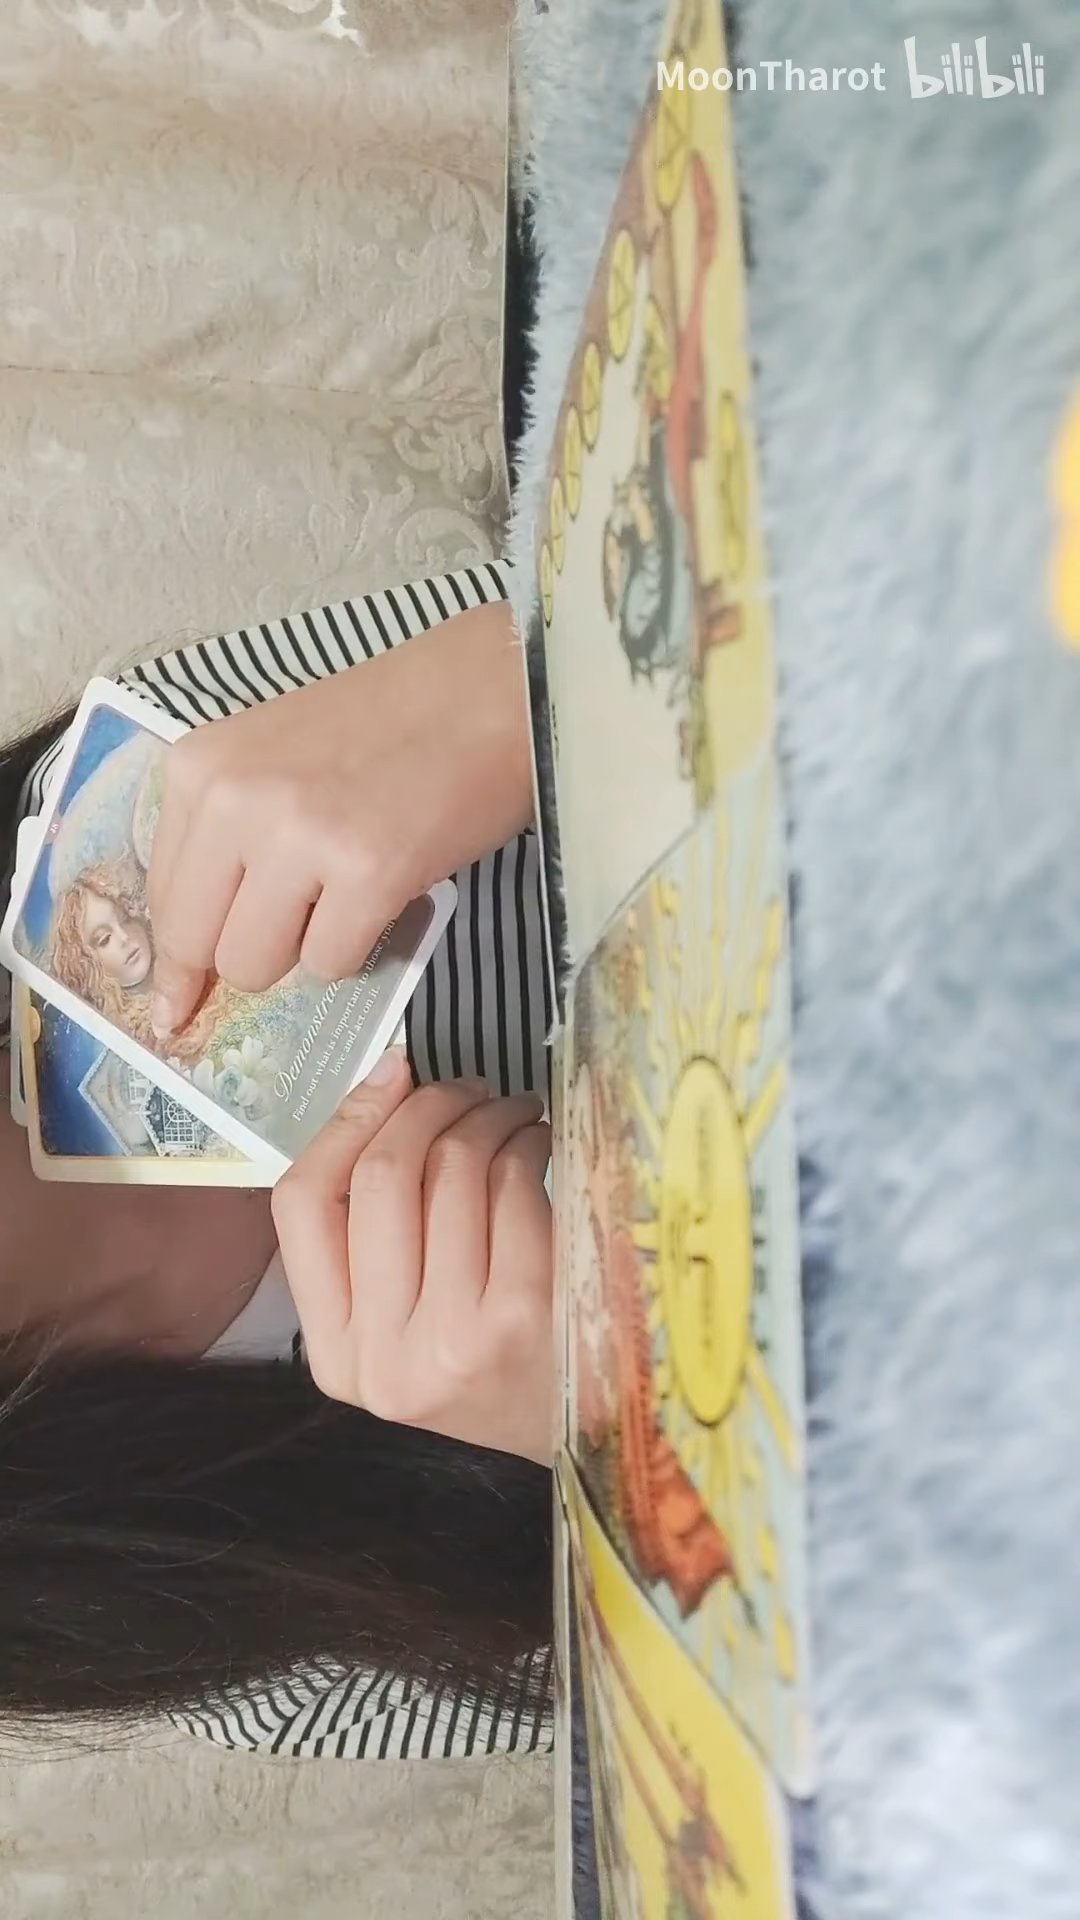 MoonTharot bilibili
Demonstrat
Find out what is important to those you
love and act on it.